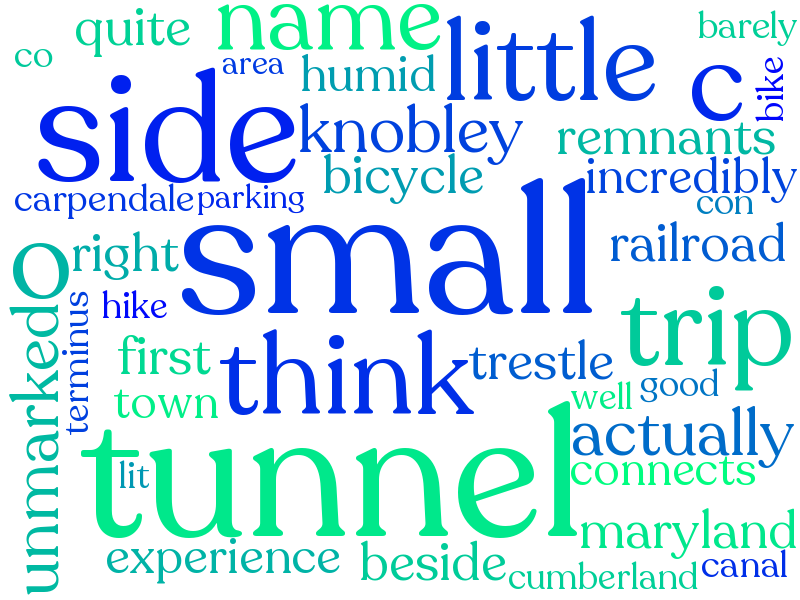 quite
name
little
barely
co
area
humid
c
bike
side
knobley
remnants
bicycle
incredibly
carpendale
parking
con
small
o
right
railroad
hike
terminus
unmarked
trip
first
think
trestle
town
well
good
tunnel
actually
lit
connects
maryland
experience
beside
cumberland
canal